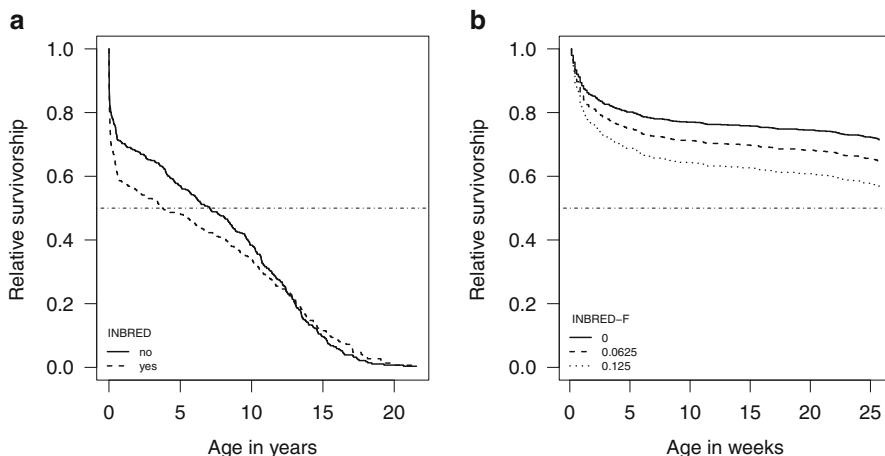 a
1.0
0.8
0.6
0.4
0.2
0.0
Relative survivorship
INBRED
no
yes
0 5 10 15 20
Age in years
b
1.0
0.8
0.6
0.4
0.2
0.0
Relative survivorship
INBRED-F
0
0.0625
0.125
0 5 10 15 20 25
Age in weeks